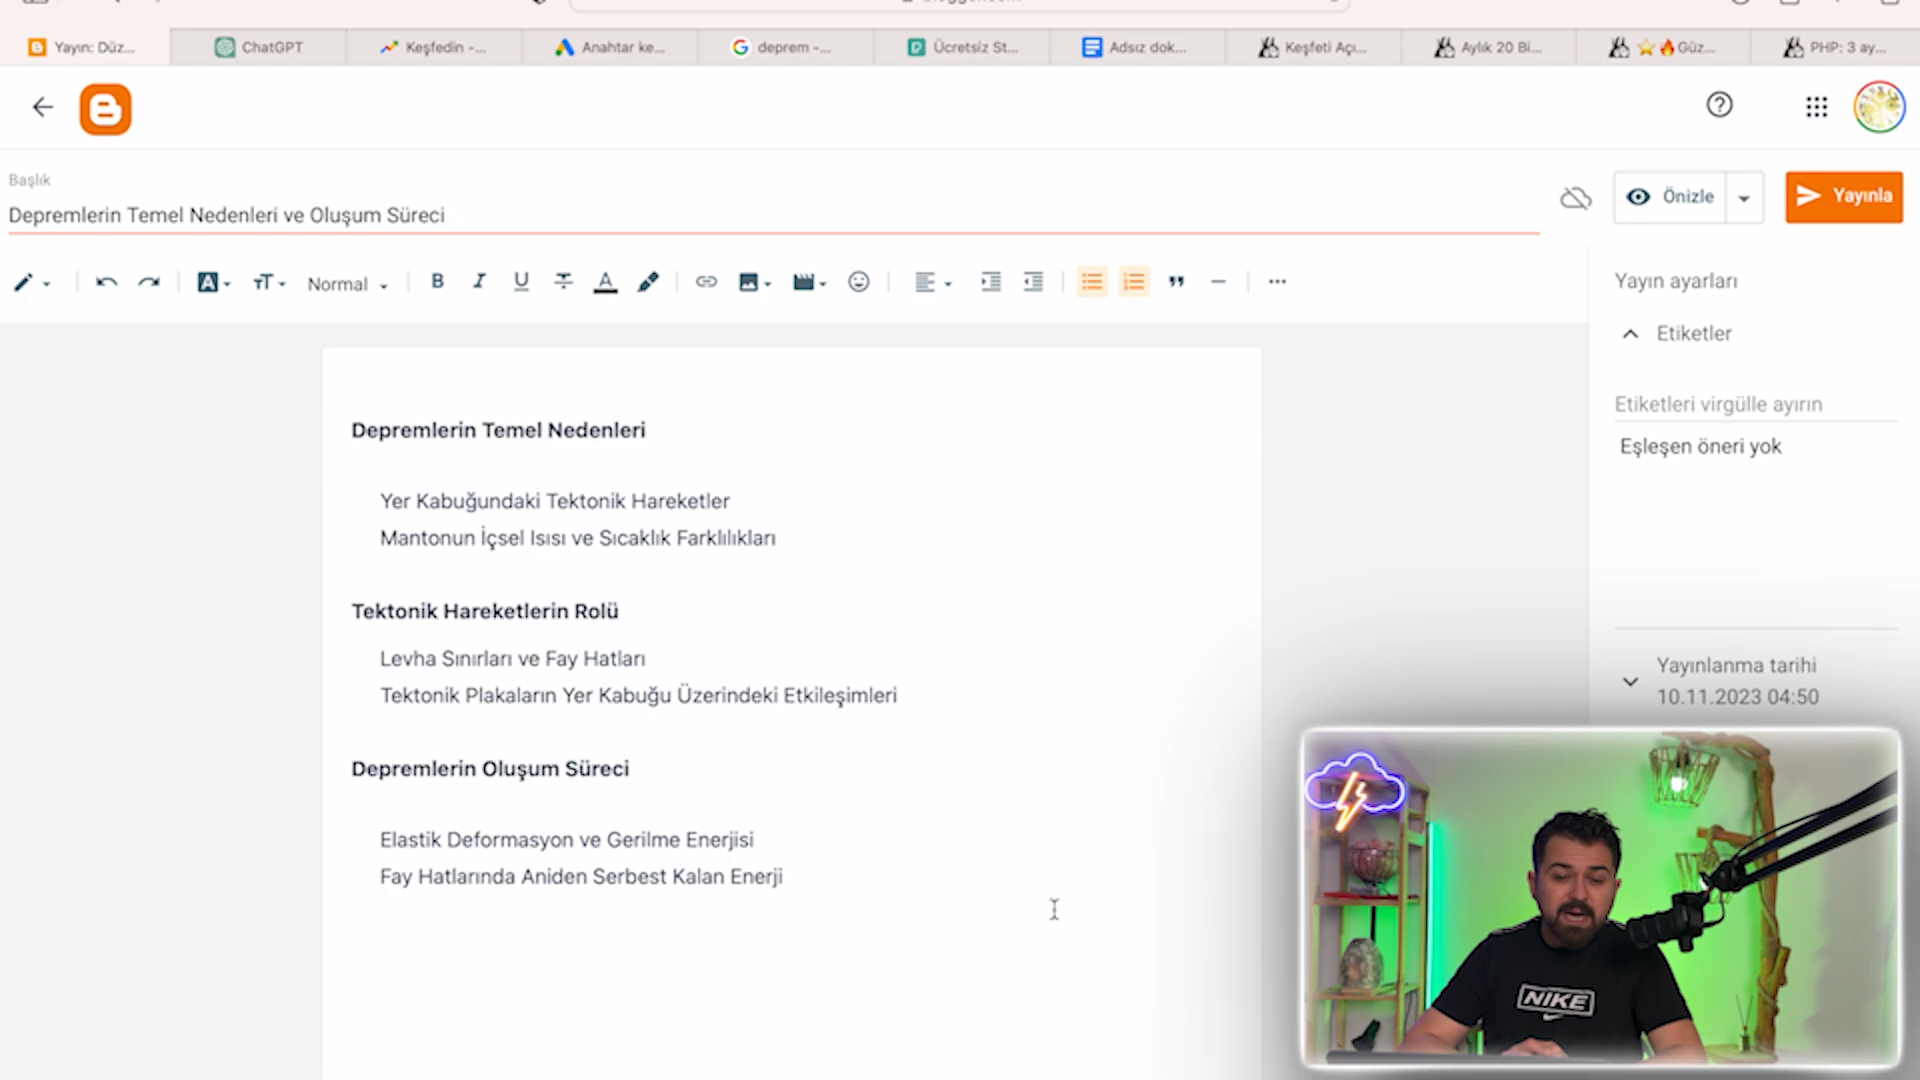 Yayın: Düz...
ChatGPT
Keşfedin -...
Anahtar ke...
deprem -...
Ücretsiz St...
Adsız dok...
Keşfeti Açı...
Aylık 20 Bi...
⭐🔥Güz...
PHP: 3 ay...
Başlık
Depremlerin Temel Nedenleri ve Oluşum Süreci
Önizle
Yayınla
Normal
Yayın ayarları
Etiketler
Etiketleri virgülle ayırın
Eşleşen öneri yok
Depremlerin Temel Nedenleri
Yer Kabuğundaki Tektonik Hareketler
Mantonun İçsel Isısı ve Sıcaklık Farklılıkları
Tektonik Hareketlerin Rolü
Levha Sınırları ve Fay Hatları
Tektonik Plakaların Yer Kabuğu Üzerindeki Etkileşimleri
Depremlerin Oluşum Süreci
Elastik Deformasyon ve Gerilme Enerjisi
Fay Hatlarında Aniden Serbest Kalan Enerji
Yayınlanma tarihi
10.11.2023 04:50
NIKE